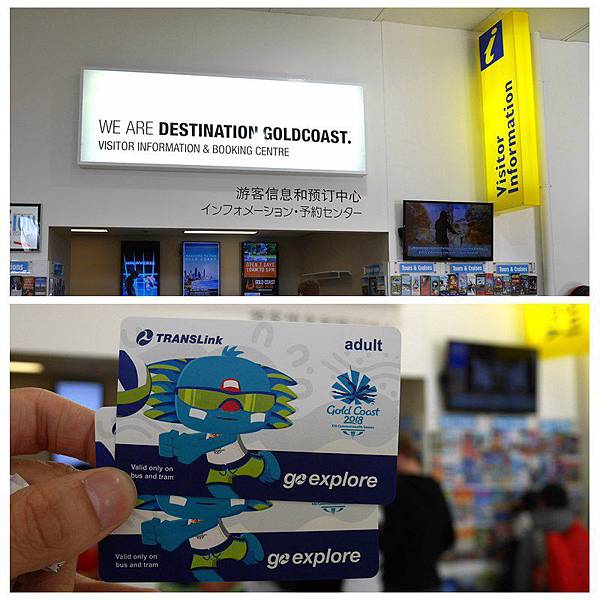 WE ARE DESTINATION GOLDCOAST.
VISITOR INFORMATION & BOOKING CENTRE
游客信息和预订中心
インフォメーション・予約センター
i
Visitor
Information
OPEN 7 DAYS
Tours & Cruises
Tours & Cruises
TRANSLink
adult
Gold Coast
2018
XXI Commonwealth Games
Valid only on
bus and tram
go explore
Valid only on
bus and tram
go explore